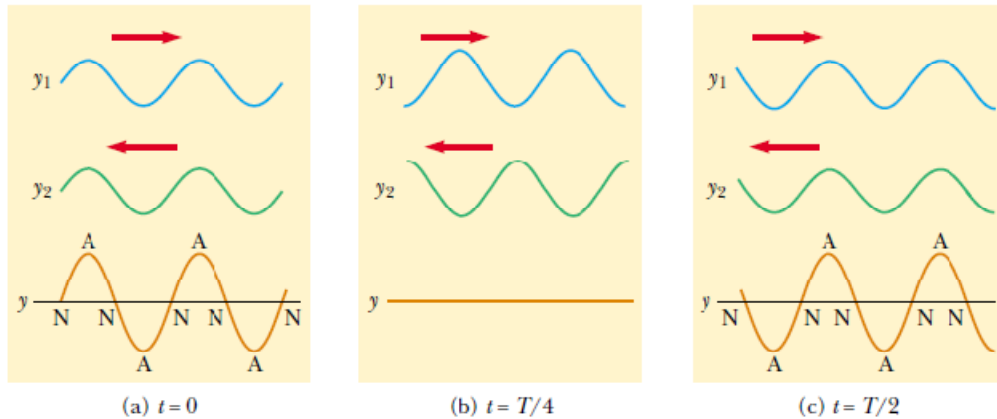 y1
y2
A A
y
N N N N N
A A
(a) t = 0
y1
y2
y
(b) t = T/4
y1
y2
A A
y
N N N N N
A A
(c) t = T/2